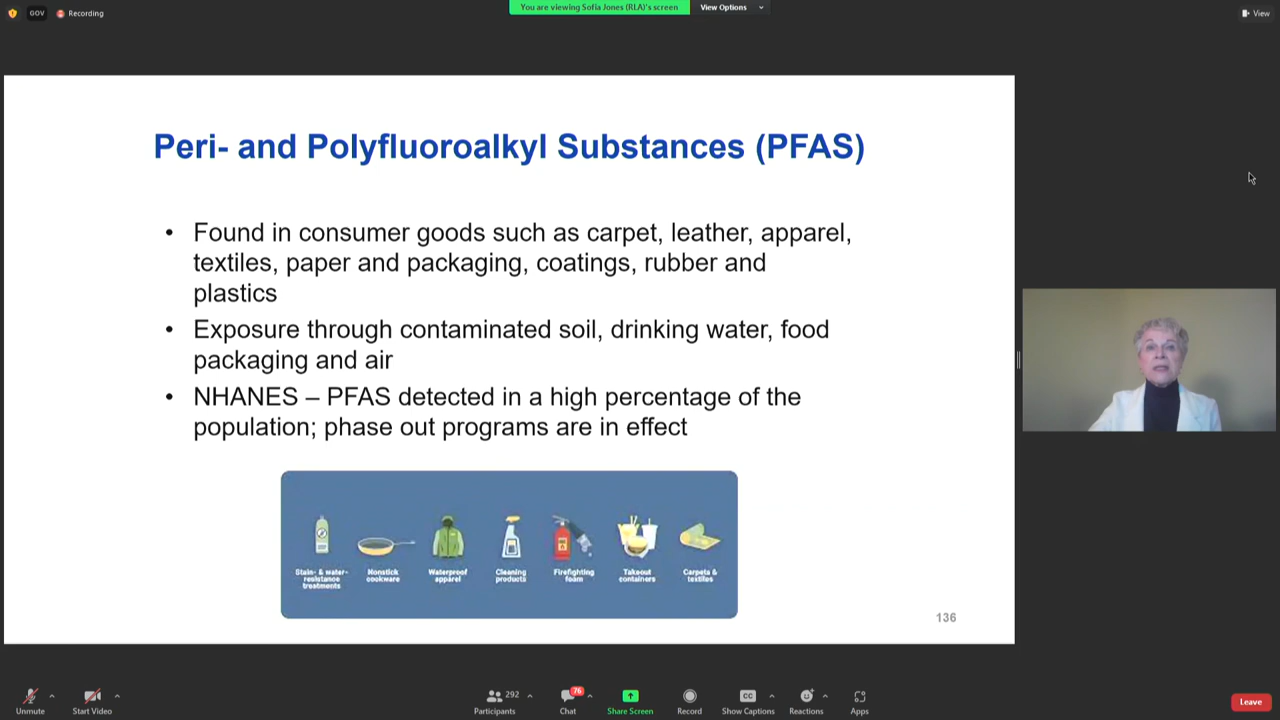 GOV
Recording
You are viewing Sofia Jones (RLA)'s screen
View Options
View
Peri- and Polyfluoroalkyl Substances (PFAS)
• Found in consumer goods such as carpet, leather, apparel,
textiles, paper and packaging, coatings, rubber and
plastics
• Exposure through contaminated soil, drinking water, food
packaging and air
• NHANES – PFAS detected in a high percentage of the
population; phase out programs are in effect
Stain- & water-
resistance
treatments
Nonstick
cookware
Waterproof
apparel
Cleaning
products
Firefighting
foam
Takeout
containers
Carpets &
textiles
136
Unmute
Start Video
292
Participants
76
Chat
Share Screen
Record
CC
Show Captions
Reactions
Apps
Leave